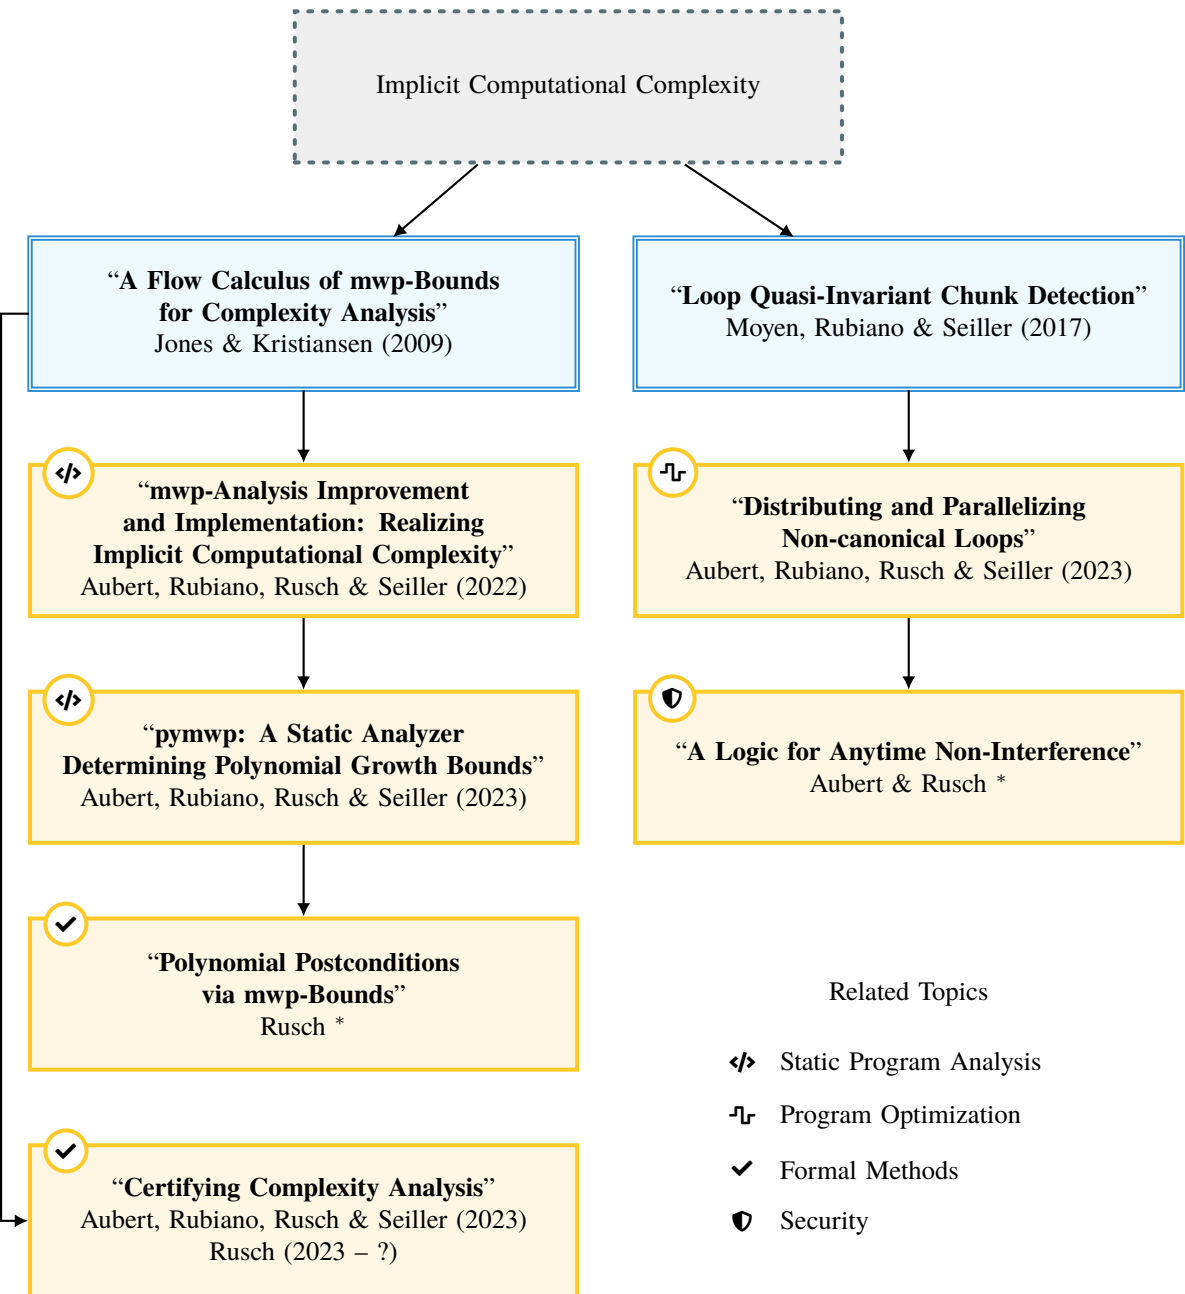 Implicit Computational Complexity
“A Flow Calculus of mwp-Bounds
for Complexity Analysis”
Jones & Kristiansen (2009)
“Loop Quasi-Invariant Chunk Detection”
Moyen, Rubiano & Seiller (2017)
“mwp-Analysis Improvement
and Implementation: Realizing
Implicit Computational Complexity”
Aubert, Rubiano, Rusch & Seiller (2022)
“Distributing and Parallelizing
Non-canonical Loops”
Aubert, Rubiano, Rusch & Seiller (2023)
“pymwp: A Static Analyzer
Determining Polynomial Growth Bounds”
Aubert, Rubiano, Rusch & Seiller (2023)
“A Logic for Anytime Non-Interference”
Aubert & Rusch *
“Polynomial Postconditions
via mwp-Bounds”
Rusch *
“Certifying Complexity Analysis”
Aubert, Rubiano, Rusch & Seiller (2023)
Rusch (2023 – ?)
Related Topics
Static Program Analysis
Program Optimization
Formal Methods
Security